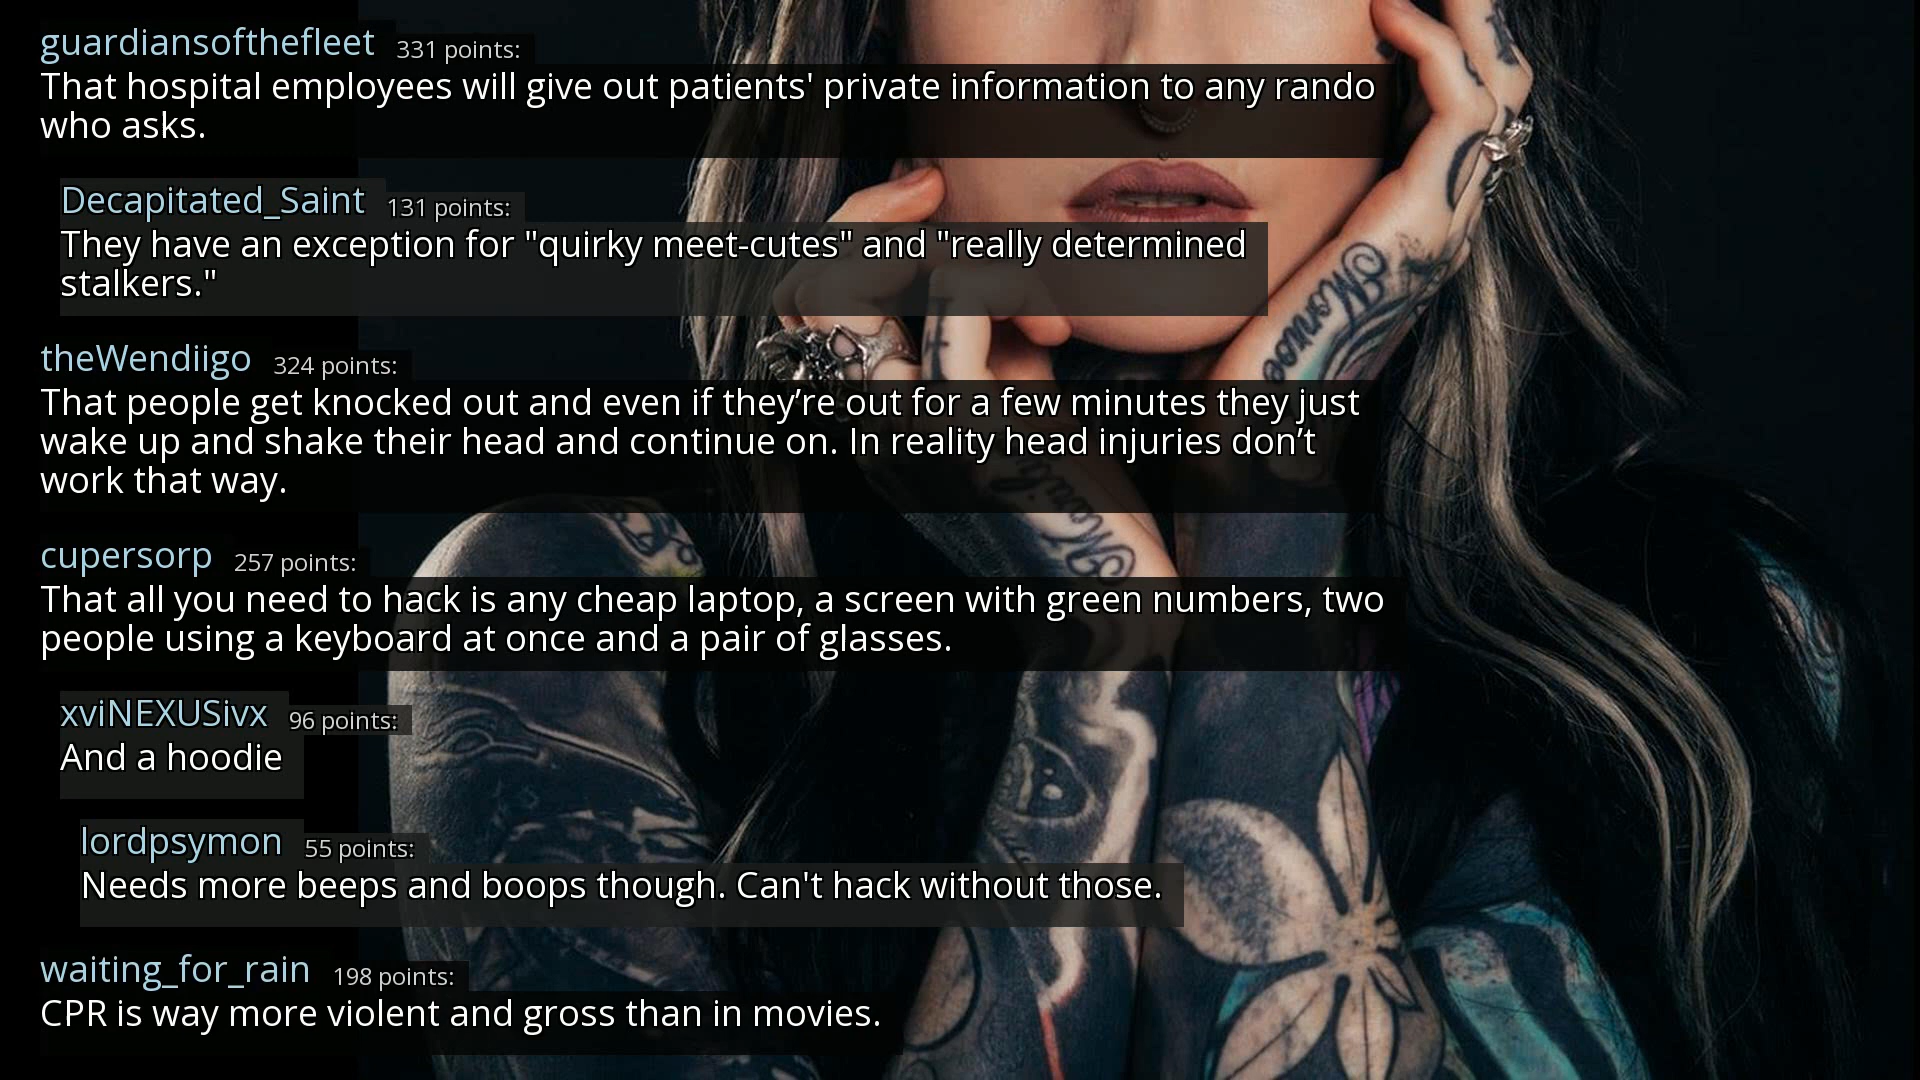 guardiansofthefleet 331 points:
That hospital employees will give out patients' private information to any rando
who asks.
Decapitated_Saint 131 points:
They have an exception for "quirky meet-cutes" and "really determined
stalkers."
theWendiigo 324 points:
That people get knocked out and even if they’re out for a few minutes they just
wake up and shake their head and continue on. In reality head injuries don’t
work that way.
cupersorp 257 points:
That all you need to hack is any cheap laptop, a screen with green numbers, two
people using a keyboard at once and a pair of glasses.
xviNEXUSivx 96 points:
And a hoodie
lordpsymon 55 points:
Needs more beeps and boops though. Can't hack without those.
waiting_for_rain 198 points:
CPR is way more violent and gross than in movies.